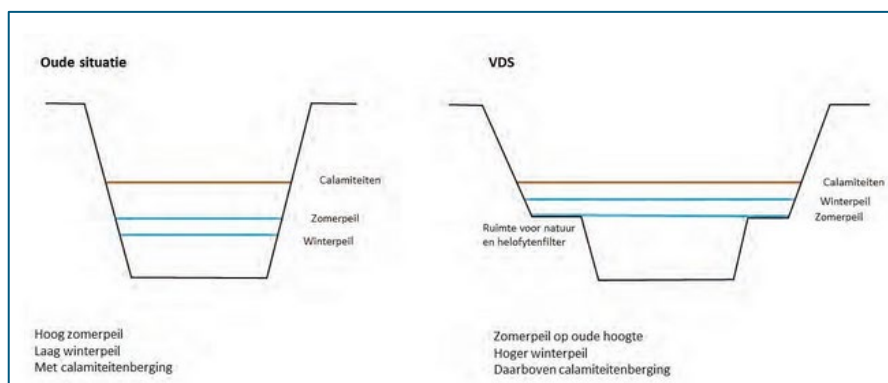 Oude situatie
Calamiteiten
Zomerpeil
Winterpeil
Hoog zomerpeil
Laag winterpeil
Met calamiteitenberging
VDS
Calamiteiten
Winterpeil
Zomerpeil
Ruimte voor natuur
en helofytenfilter
Zomerpeil op oude hoogte
Hoger winterpeil
Daarboven calamiteitenberging